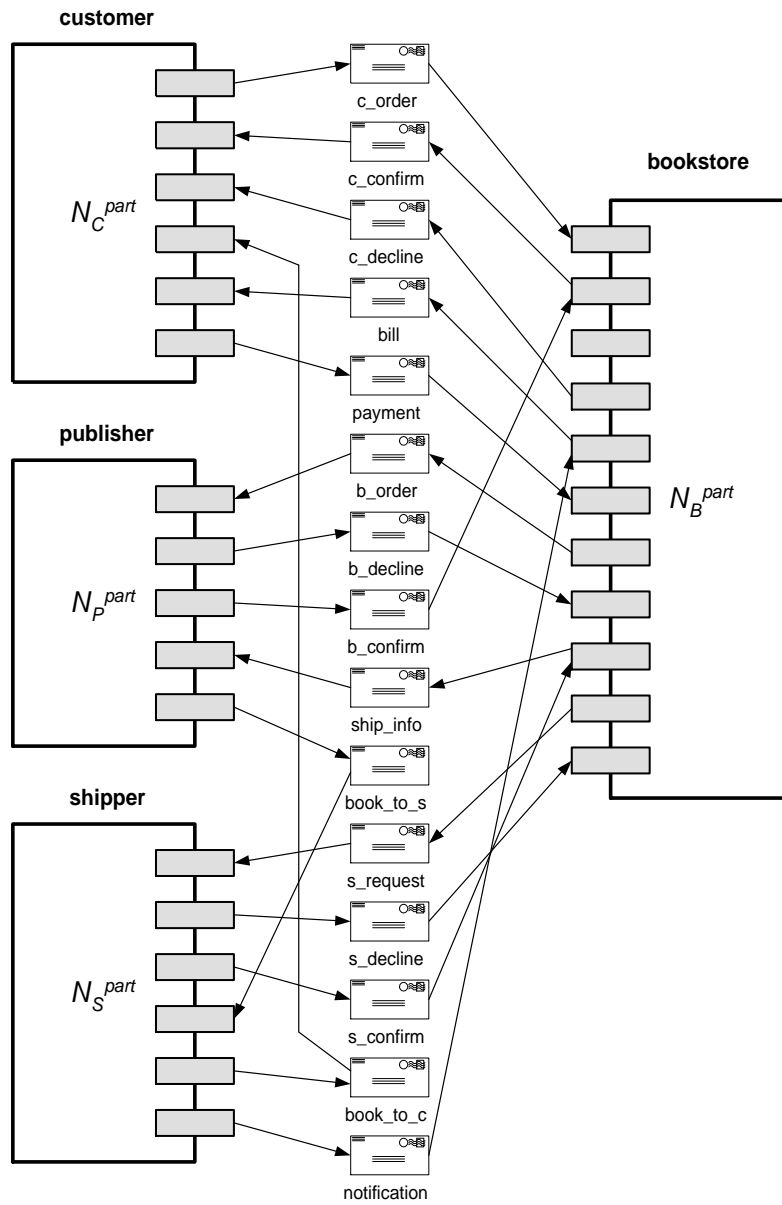 customer
c_order
c_confirm
bookstore
N_C^part
c_decline
bill
payment
publisher
b_order
N_B^part
b_decline
N_P^part
b_confirm
ship_info
shipper
book_to_s
s_request
s_decline
N_S^part
s_confirm
book_to_c
notification